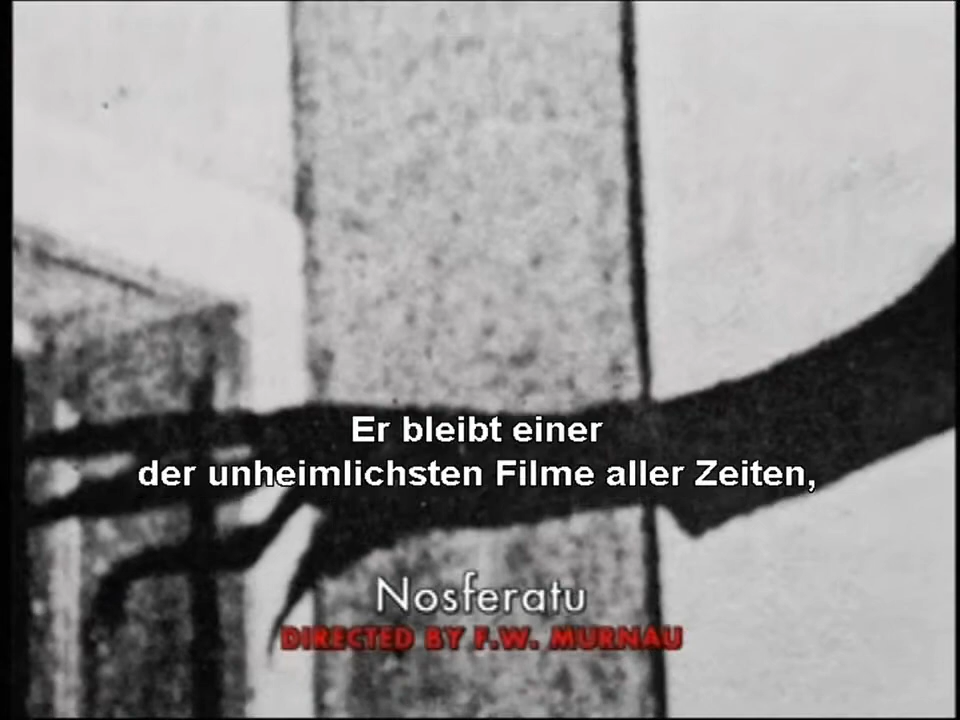 Er bleibt einer
der unheimlichsten Filme aller Zeiten,
Nosferatu
DIRECTED BY F.W. MURNAU